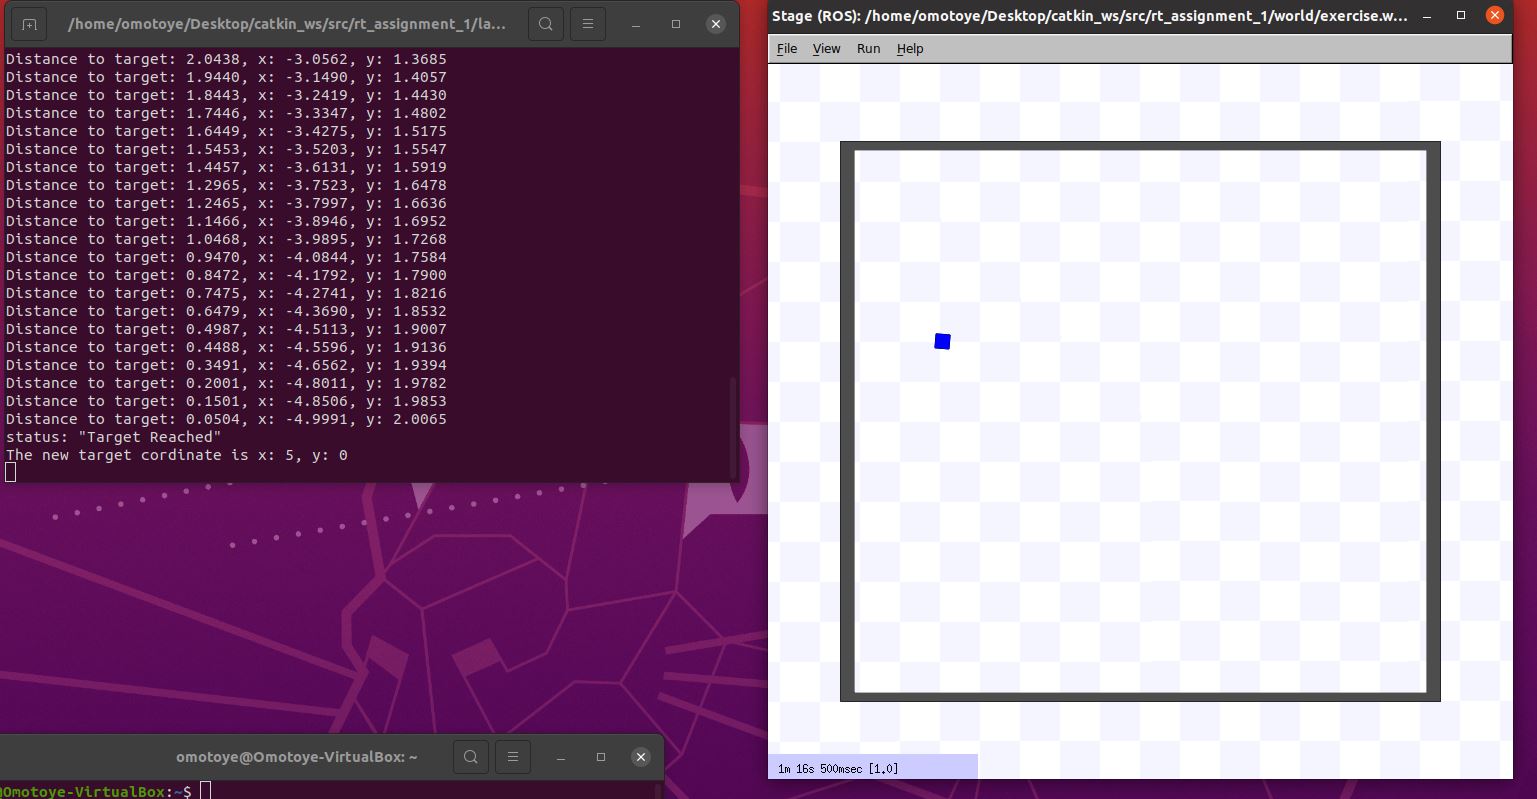 /home/omotoye/Desktop/catkin_ws/src/rt_assignment_1/la...
Distance to target: 2.0438, x: -3.0562, y: 1.3685
Distance to target: 1.9440, x: -3.1490, y: 1.4057
Distance to target: 1.8443, x: -3.2419, y: 1.4430
Distance to target: 1.7446, x: -3.3347, y: 1.4802
Distance to target: 1.6449, x: -3.4275, y: 1.5175
Distance to target: 1.5453, x: -3.5203, y: 1.5547
Distance to target: 1.4457, x: -3.6131, y: 1.5919
Distance to target: 1.2965, x: -3.7523, y: 1.6478
Distance to target: 1.2465, x: -3.7997, y: 1.6636
Distance to target: 1.1466, x: -3.8946, y: 1.6952
Distance to target: 1.0468, x: -3.9895, y: 1.7268
Distance to target: 0.9470, x: -4.0844, y: 1.7584
Distance to target: 0.8472, x: -4.1792, y: 1.7900
Distance to target: 0.7475, x: -4.2741, y: 1.8216
Distance to target: 0.6479, x: -4.3690, y: 1.8532
Distance to target: 0.4987, x: -4.5113, y: 1.9007
Distance to target: 0.4488, x: -4.5596, y: 1.9136
Distance to target: 0.3491, x: -4.6562, y: 1.9394
Distance to target: 0.2001, x: -4.8011, y: 1.9782
Distance to target: 0.1501, x: -4.8506, y: 1.9853
Distance to target: 0.0504, x: -4.9991, y: 2.0065
status: "Target Reached"
The new target cordinate is x: 5, y: 0
omotoye@Omotoye-VirtualBox: ~
@Omotoye-VirtualBox:~$
Stage (ROS): /home/omotoye/Desktop/catkin_ws/src/rt_assignment_1/world/exercise.w...
File View Run Help
1m 16s 500msec [1.0]